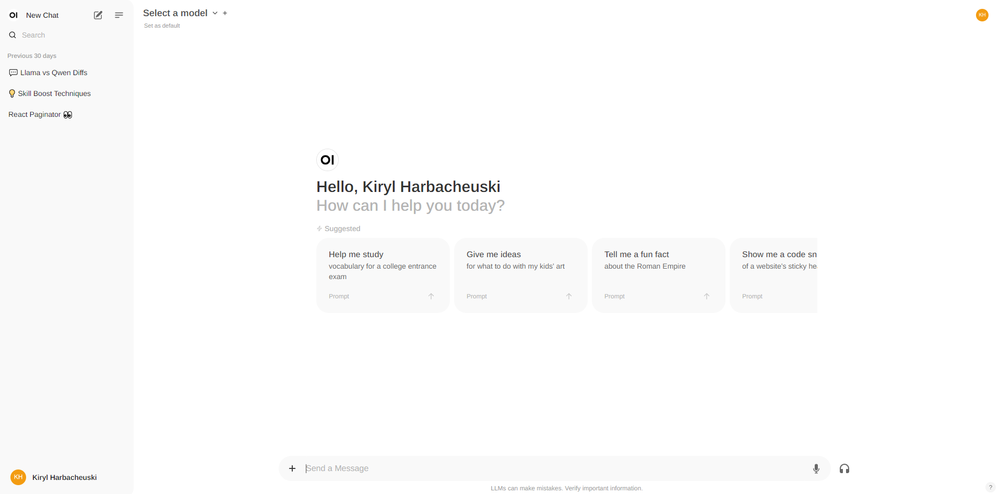 OI New Chat
Search
Previous 30 days
Llama vs Qwen Diffs
Skill Boost Techniques
React Paginator
KH Kiryl Harbacheuski
Select a model
Set as default
KH
OI
Hello, Kiryl Harbacheuski
How can I help you today?
Suggested
Help me study
vocabulary for a college entrance
exam
Prompt
Give me ideas
for what to do with my kids' art
Prompt
Tell me a fun fact
about the Roman Empire
Prompt
Show me a code sn
of a website's sticky he
Prompt
Send a Message
LLMs can make mistakes. Verify important information.
?